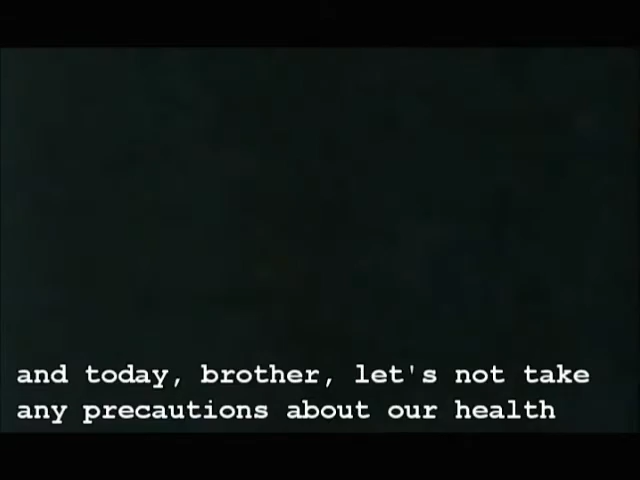 and today, brother, let's not take
any precautions about our health